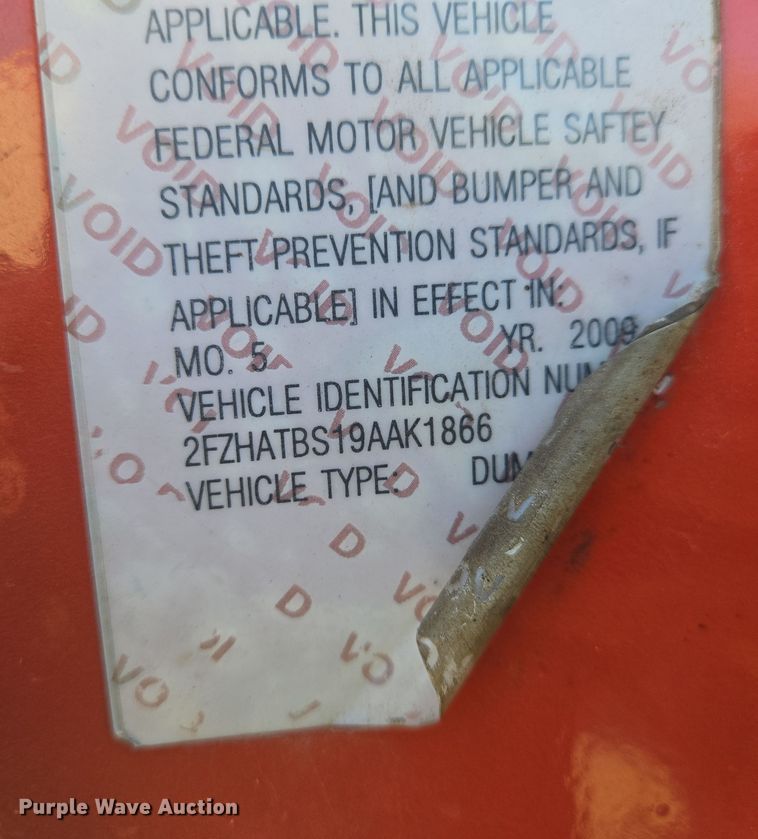 APPLICABLE. THIS VEHICLE
CONFORMS TO ALL APPLICABLE
FEDERAL MOTOR VEHICLE SAFTEY
STANDARDS, [AND BUMPER AND
THEFT PREVENTION STANDARDS, IF
APPLICABLE] IN EFFECT IN:
MO. 5 YR. 2009
VEHICLE IDENTIFICATION
2FZHATBS19AAK1866
VEHICLE TYPE:
Purple Wave Auction